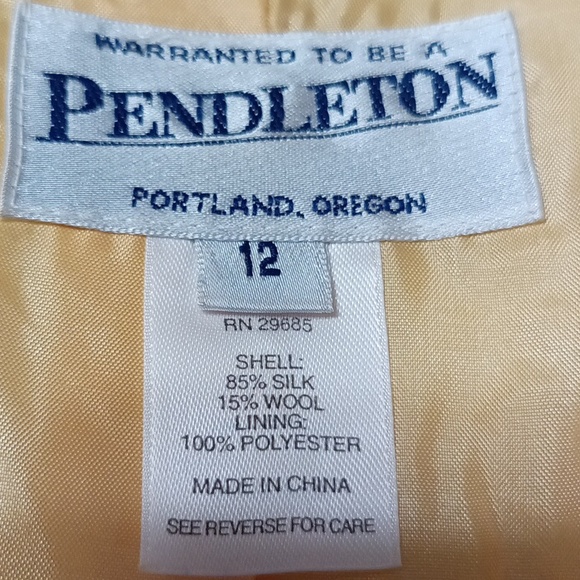 WARRANTED TO BE A
PENDLETON
PORTLAND, OREGON
12
RN 29685
SHELL:
85% SILK
15% WOOL
LINING:
100% POLYESTER
MADE IN CHINA
SEE REVERSE FOR CARE